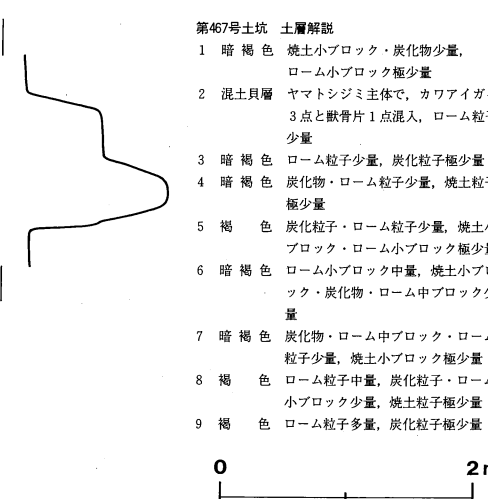 第467号土坑 土層解説
1 暗褐色 焼土小ブロック・炭化物少量,
ローム小ブロック極少量
2 混土貝層 ヤマトシジミ主体で, カワアイガ
3点と獣骨片1点混入, ローム粒
少量
3 暗褐色 ローム粒子少量, 炭化粒子極少量
4 暗褐色 炭化物・ローム粒子少量, 焼土粒
極少量
5 褐色 炭化粒子・ローム粒子少量, 焼土
ブロック・ローム小ブロック極少
6 暗褐色 ローム小ブロック中量, 焼土小ブ
ック・炭化物・ローム中ブロック
量
7 暗褐色 炭化物・ローム中ブロック・ロー
粒子少量, 焼土小ブロック極少量
8 褐色 ローム粒子中量, 炭化粒子・ロー
小ブロック少量, 焼土粒子極少量
9 褐色 ローム粒子多量, 炭化粒子極少量
0 2